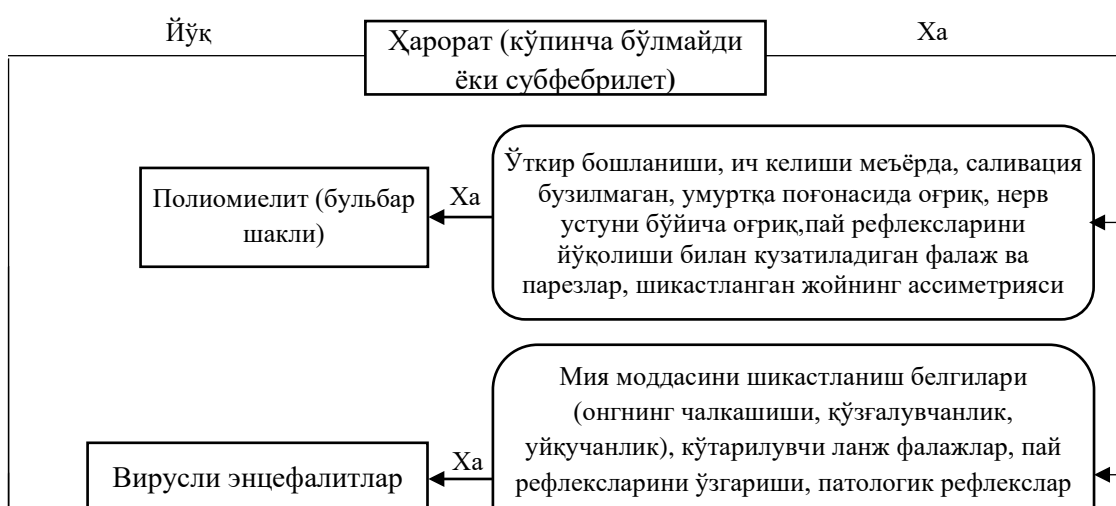 Йўқ
Ҳарорат (кўпинча бўлмайди
ёки субфебрилет)
Ха
Полиомиелит (бульбар
шакли)
Ха
Ўткир бошланиши, ич келиши меъёрда, саливация
бузилмаган, умуртқа поғонасида оғриқ, нерв
устуни бўйича оғриқ,пай рефлексларини
йўқолиши билан кузатиладиган фалаж ва
парезлар, шикастланган жойнинг ассиметрияси
Вирусли энцефалитлар
Ха
Мия моддасини шикастланиш белгилари
(онгнинг чалкашиши, қўзғалувчанлик,
уйқучанлик), кўтарилувчи ланж фалажлар, пай
рефлексларини ўзгариши, патологик рефлекслар